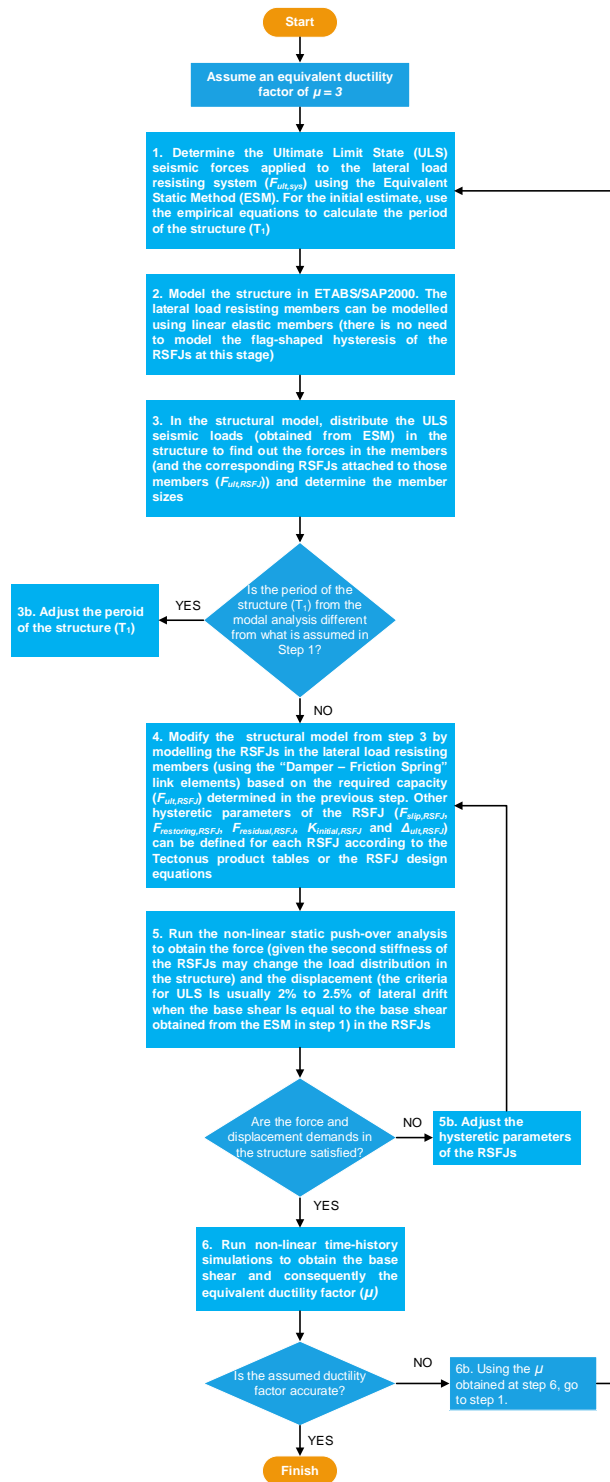 Start
Assume an equivalent ductility
factor of μ = 3
1. Determine the Ultimate Limit State (ULS)
seismic forces applied to the lateral load
resisting system (Fult,sys) using the Equivalent
Static Method (ESM). For the initial estimate, use
the empirical equations to calculate the period
of the structure (T1)
2. Model the structure in ETABS/SAP2000. The
lateral load resisting members can be modelled
using linear elastic members (there is no need
to model the flag-shaped hysteresis of the
RSFJs at this stage)
3. In the structural model, distribute the ULS
seismic loads (obtained from ESM) in the
structure to find out the forces in the members
(and the corresponding RSFJs attached to those
members (Fult,RSFJ)) and determine the member
sizes
Is the period of the
structure (T1) from the
modal analysis different
from what is assumed in
Step 1?
YES
3b. Adjust the peroid
of the structure (T1)
NO
4. Modify the structural model from step 3 by
modelling the RSFJs in the lateral load resisting
members (using the “Damper – Friction Spring”
link elements) based on the required capacity
(Fult,RSFJ) determined in the previous step. Other
hysteretic parameters of the RSFJ (Fslip,RSFJ,
Frestoring,RSFJ, Fresidual,RSFJ, Kinitial,RSFJ and Δult,RSFJ)
can be defined for each RSFJ according to the
Tectonus product tables or the RSFJ design
equations
5. Run the non-linear static push-over analysis
to obtain the force (given the second stiffness of
the RSFJs may change the load distribution in
the structure) and the displacement (the criteria
for ULS Is usually 2% to 2.5% of lateral drift
when the base shear Is equal to the base shear
obtained from the ESM in step 1) in the RSFJs
Are the force and
displacement demands in
the structure satisfied?
NO
5b. Adjust the
hysteretic parameters
of the RSFJs
YES
6. Run non-linear time-history
simulations to obtain the base
shear and consequently the
equivalent ductility factor (μ)
Is the assumed ductility
factor accurate?
NO
6b. Using the μ
obtained at step 6, go
to step 1.
YES
Finish